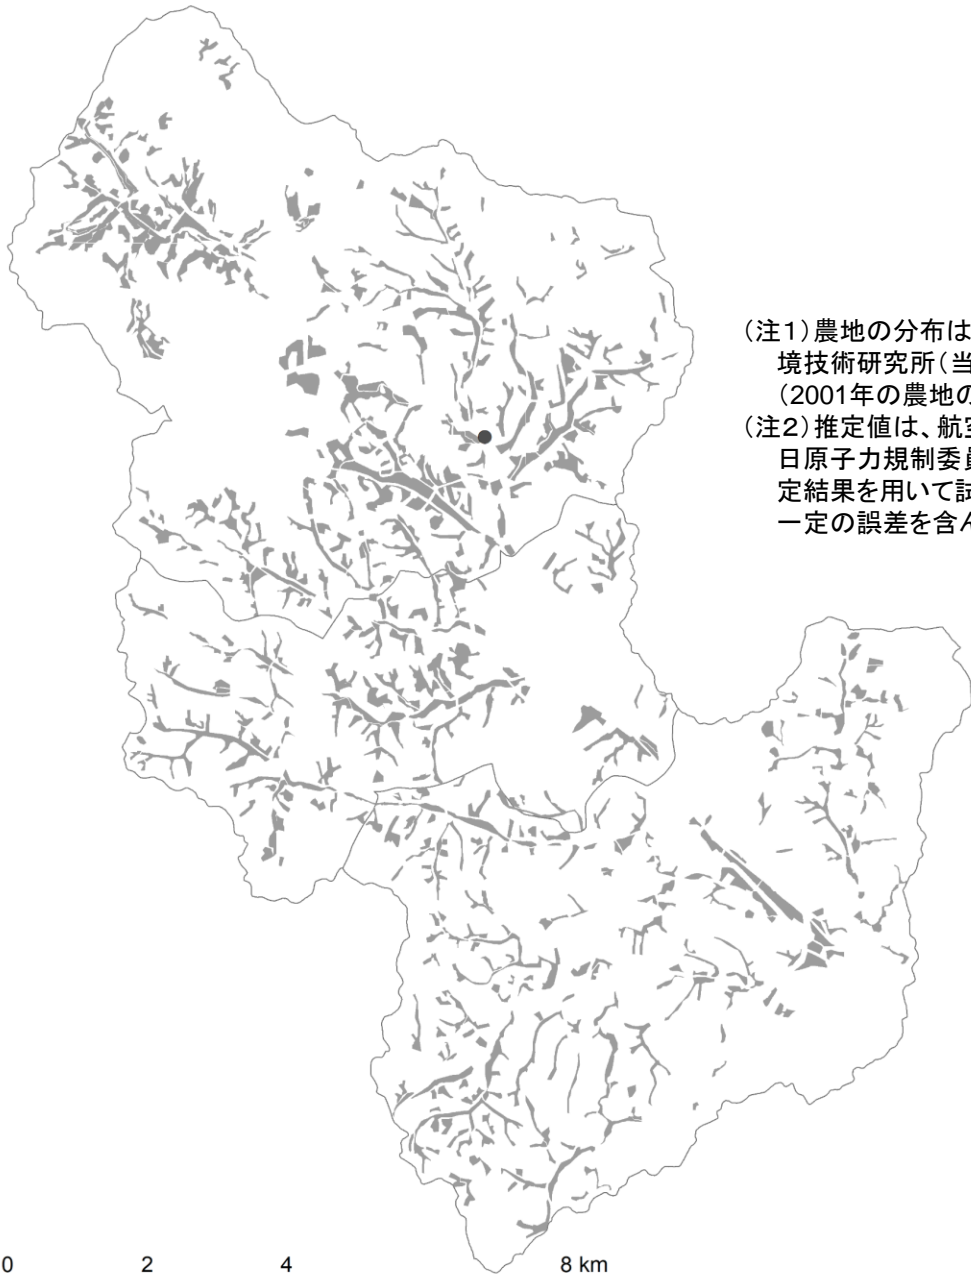 （注1）農地の分布は
境技術研究所（当
（2001年の農地の
（注2）推定値は、航空
日原子力規制委員
定結果を用いて試
一定の誤差を含ん
0 2 4 8 km